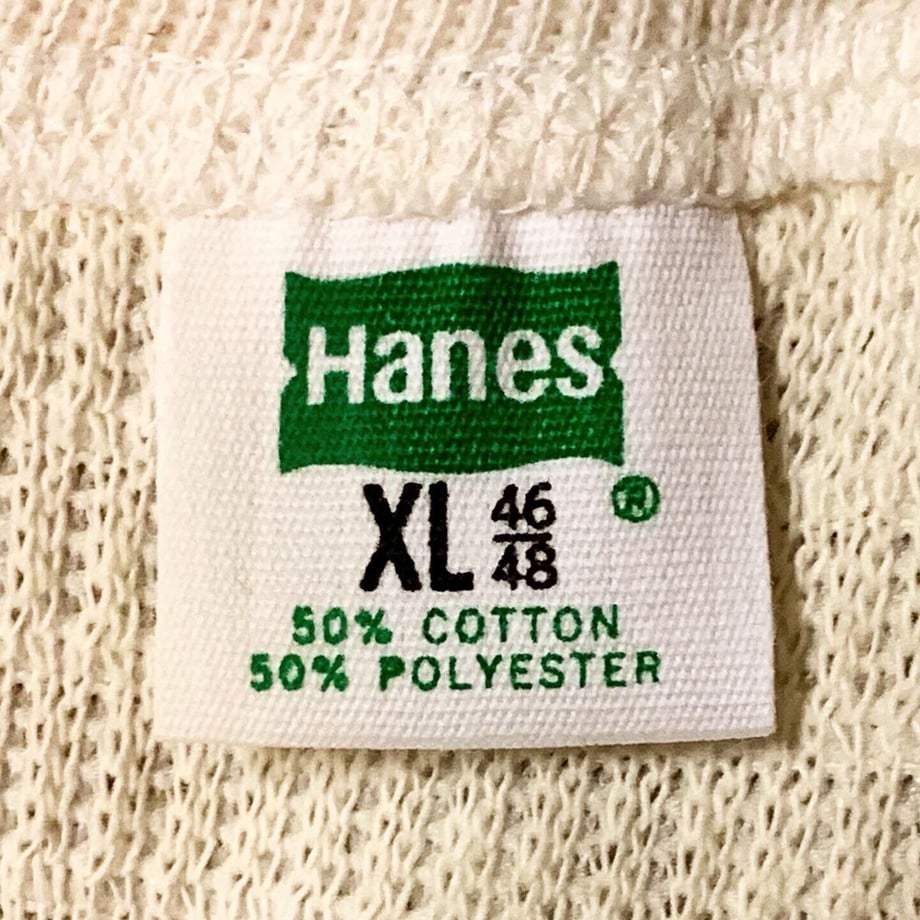 Hanes
XL 46/48 ®
50% COTTON
50% POLYESTER